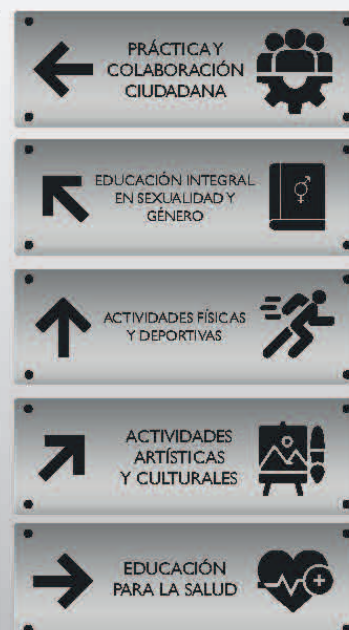 PRÁCTICA Y
COLABORACIÓN
CIUDADANA
EDUCACIÓN INTEGRAL
EN SEXUALIDAD Y
GÉNERO
ACTIVIDADES FÍSICAS
Y DEPORTIVAS
ACTIVIDADES
ARTÍSTICAS
Y CULTURALES
EDUCACIÓN
PARA LA SALUD